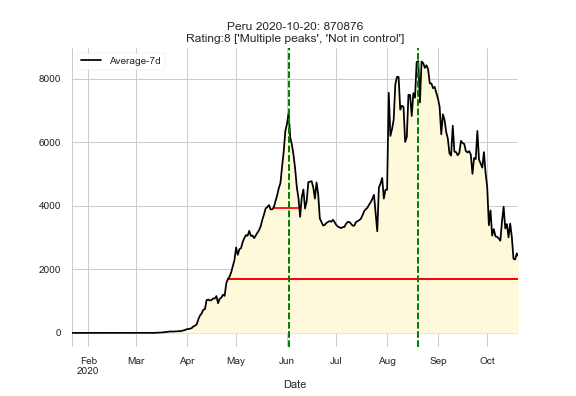 Peru 2020-10-20: 870876
Rating:8 ['Multiple peaks', 'Not in control']
Average-7d
8000
6000
4000
2000
0
Feb Mar Apr May Jun Jul Aug Sep Oct
2020
Date